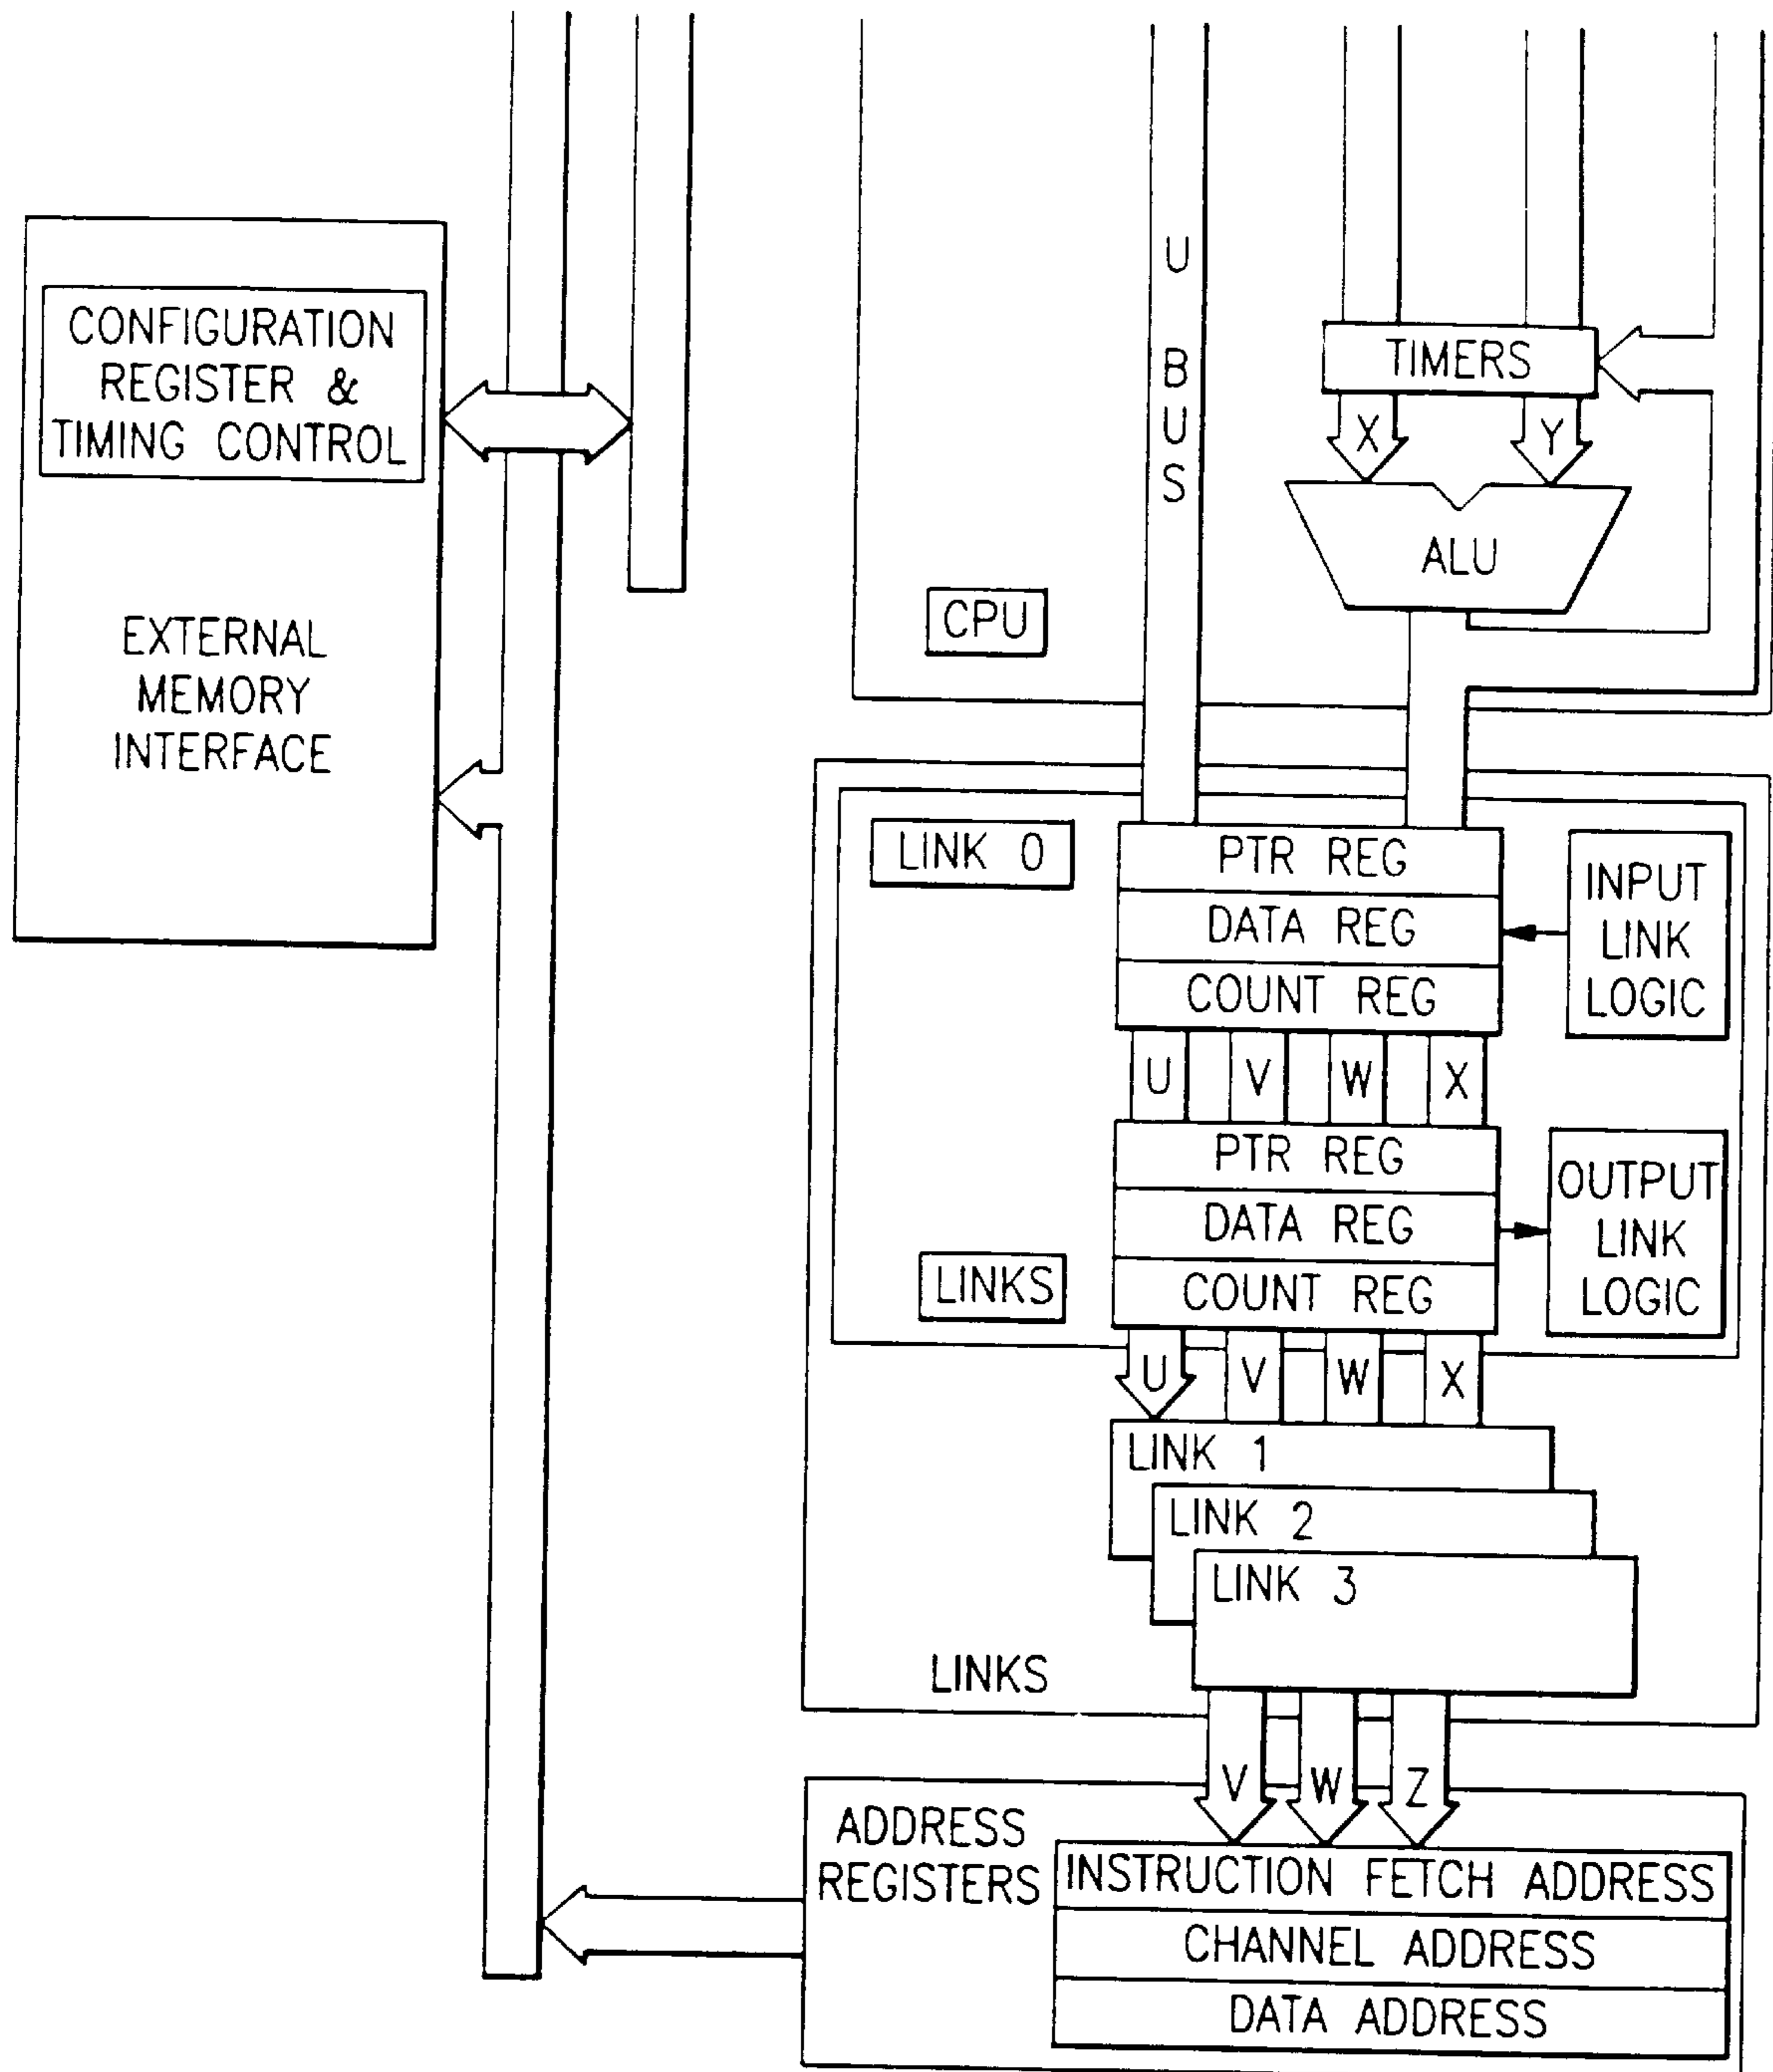 CONFIGURATION
REGISTER &
TIMING CONTROL
EXTERNAL
MEMORY
INTERFACE
U
B
U
S
TIMERS
X
Y
ALU
CPU
LINK 0
PTR REG
DATA REG
COUNT REG
INPUT
LINK
LOGIC
U
V
W
X
PTR REG
DATA REG
COUNT REG
OUTPUT
LINK
LOGIC
LINKS
U
V
W
X
LINK 1
LINK 2
LINK 3
LINKS
V
W
Z
ADDRESS
REGISTERS
INSTRUCTION FETCH ADDRESS
CHANNEL ADDRESS
DATA ADDRESS